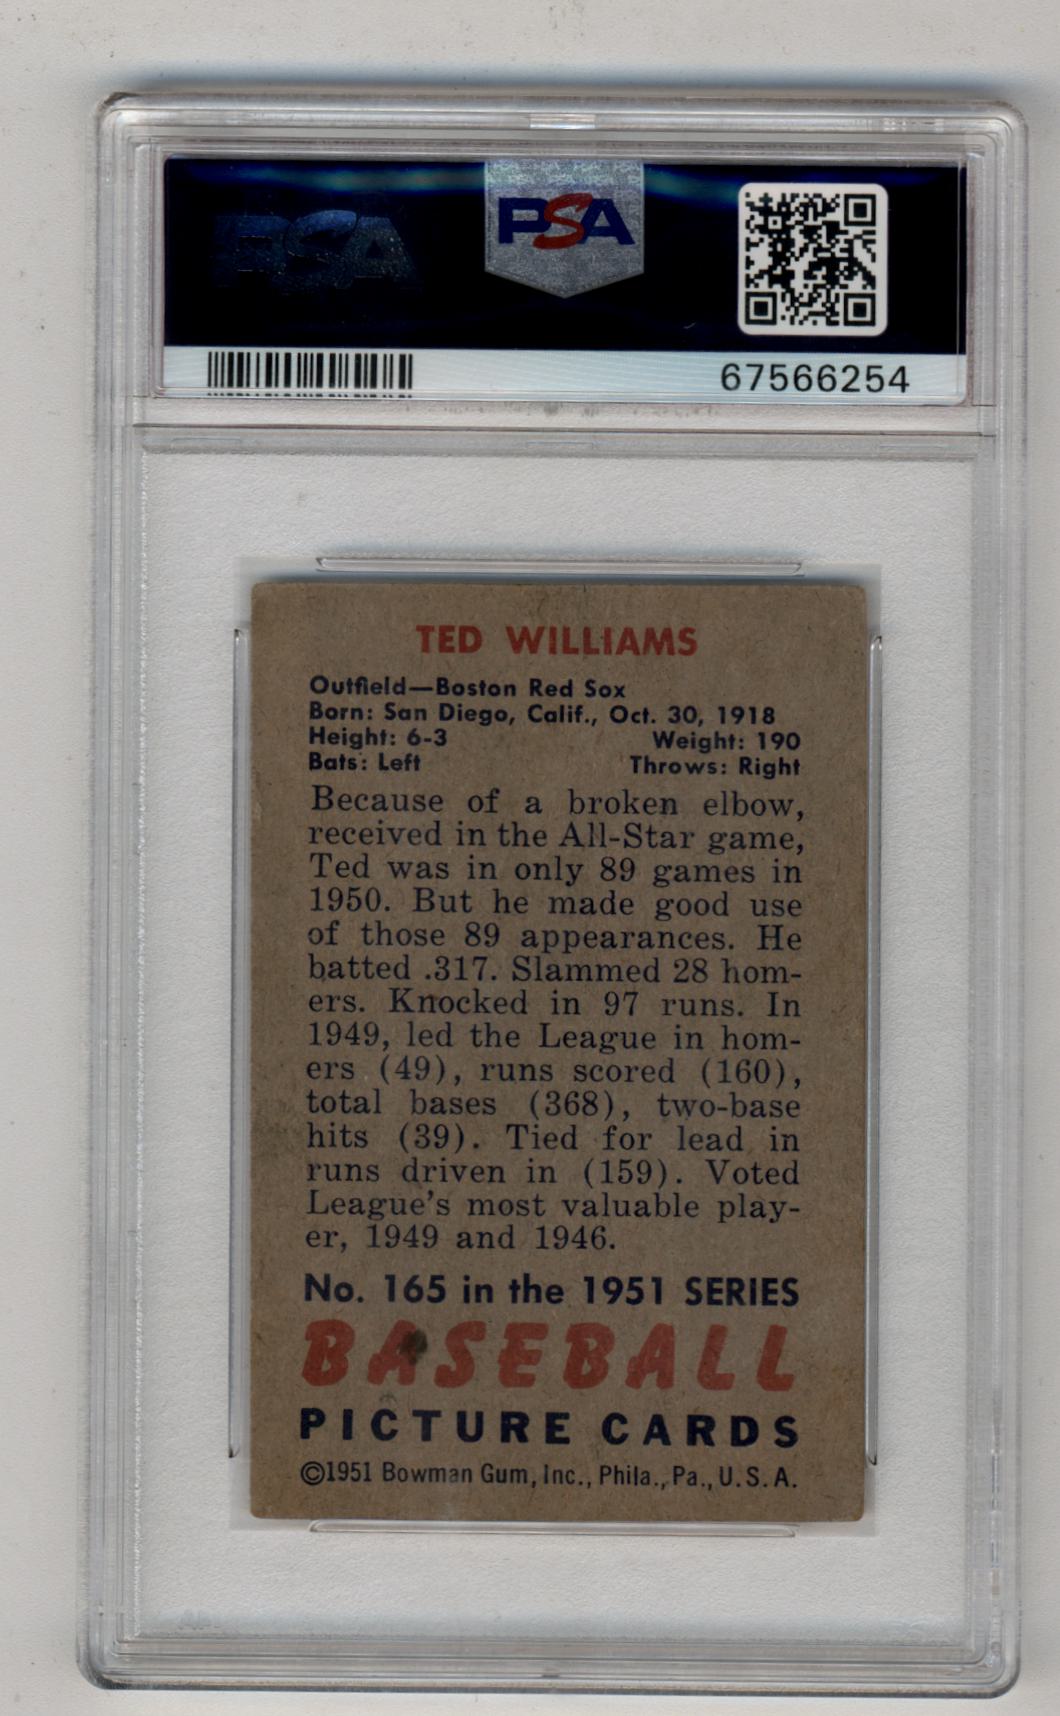 PSA
PSA
67566254
TED WILLIAMS
Outfield—Boston Red Sox
Born: San Diego, Calif., Oct. 30, 1918
Height: 6-3 Weight: 190
Bats: Left Throws: Right
Because of a broken elbow,
received in the All-Star game,
Ted was in only 89 games in
1950. But he made good use
of those 89 appearances. He
batted .317. Slammed 28 hom-
ers. Knocked in 97 runs. In
1949, led the League in hom-
ers (49), runs scored (160),
total bases (368), two-base
hits (39). Tied for lead in
runs driven in (159). Voted
League's most valuable play-
er, 1949 and 1946.
No. 165 in the 1951 SERIES
BASEBALL
PICTURE CARDS
©1951 Bowman Gum, Inc., Phila., Pa., U.S.A.